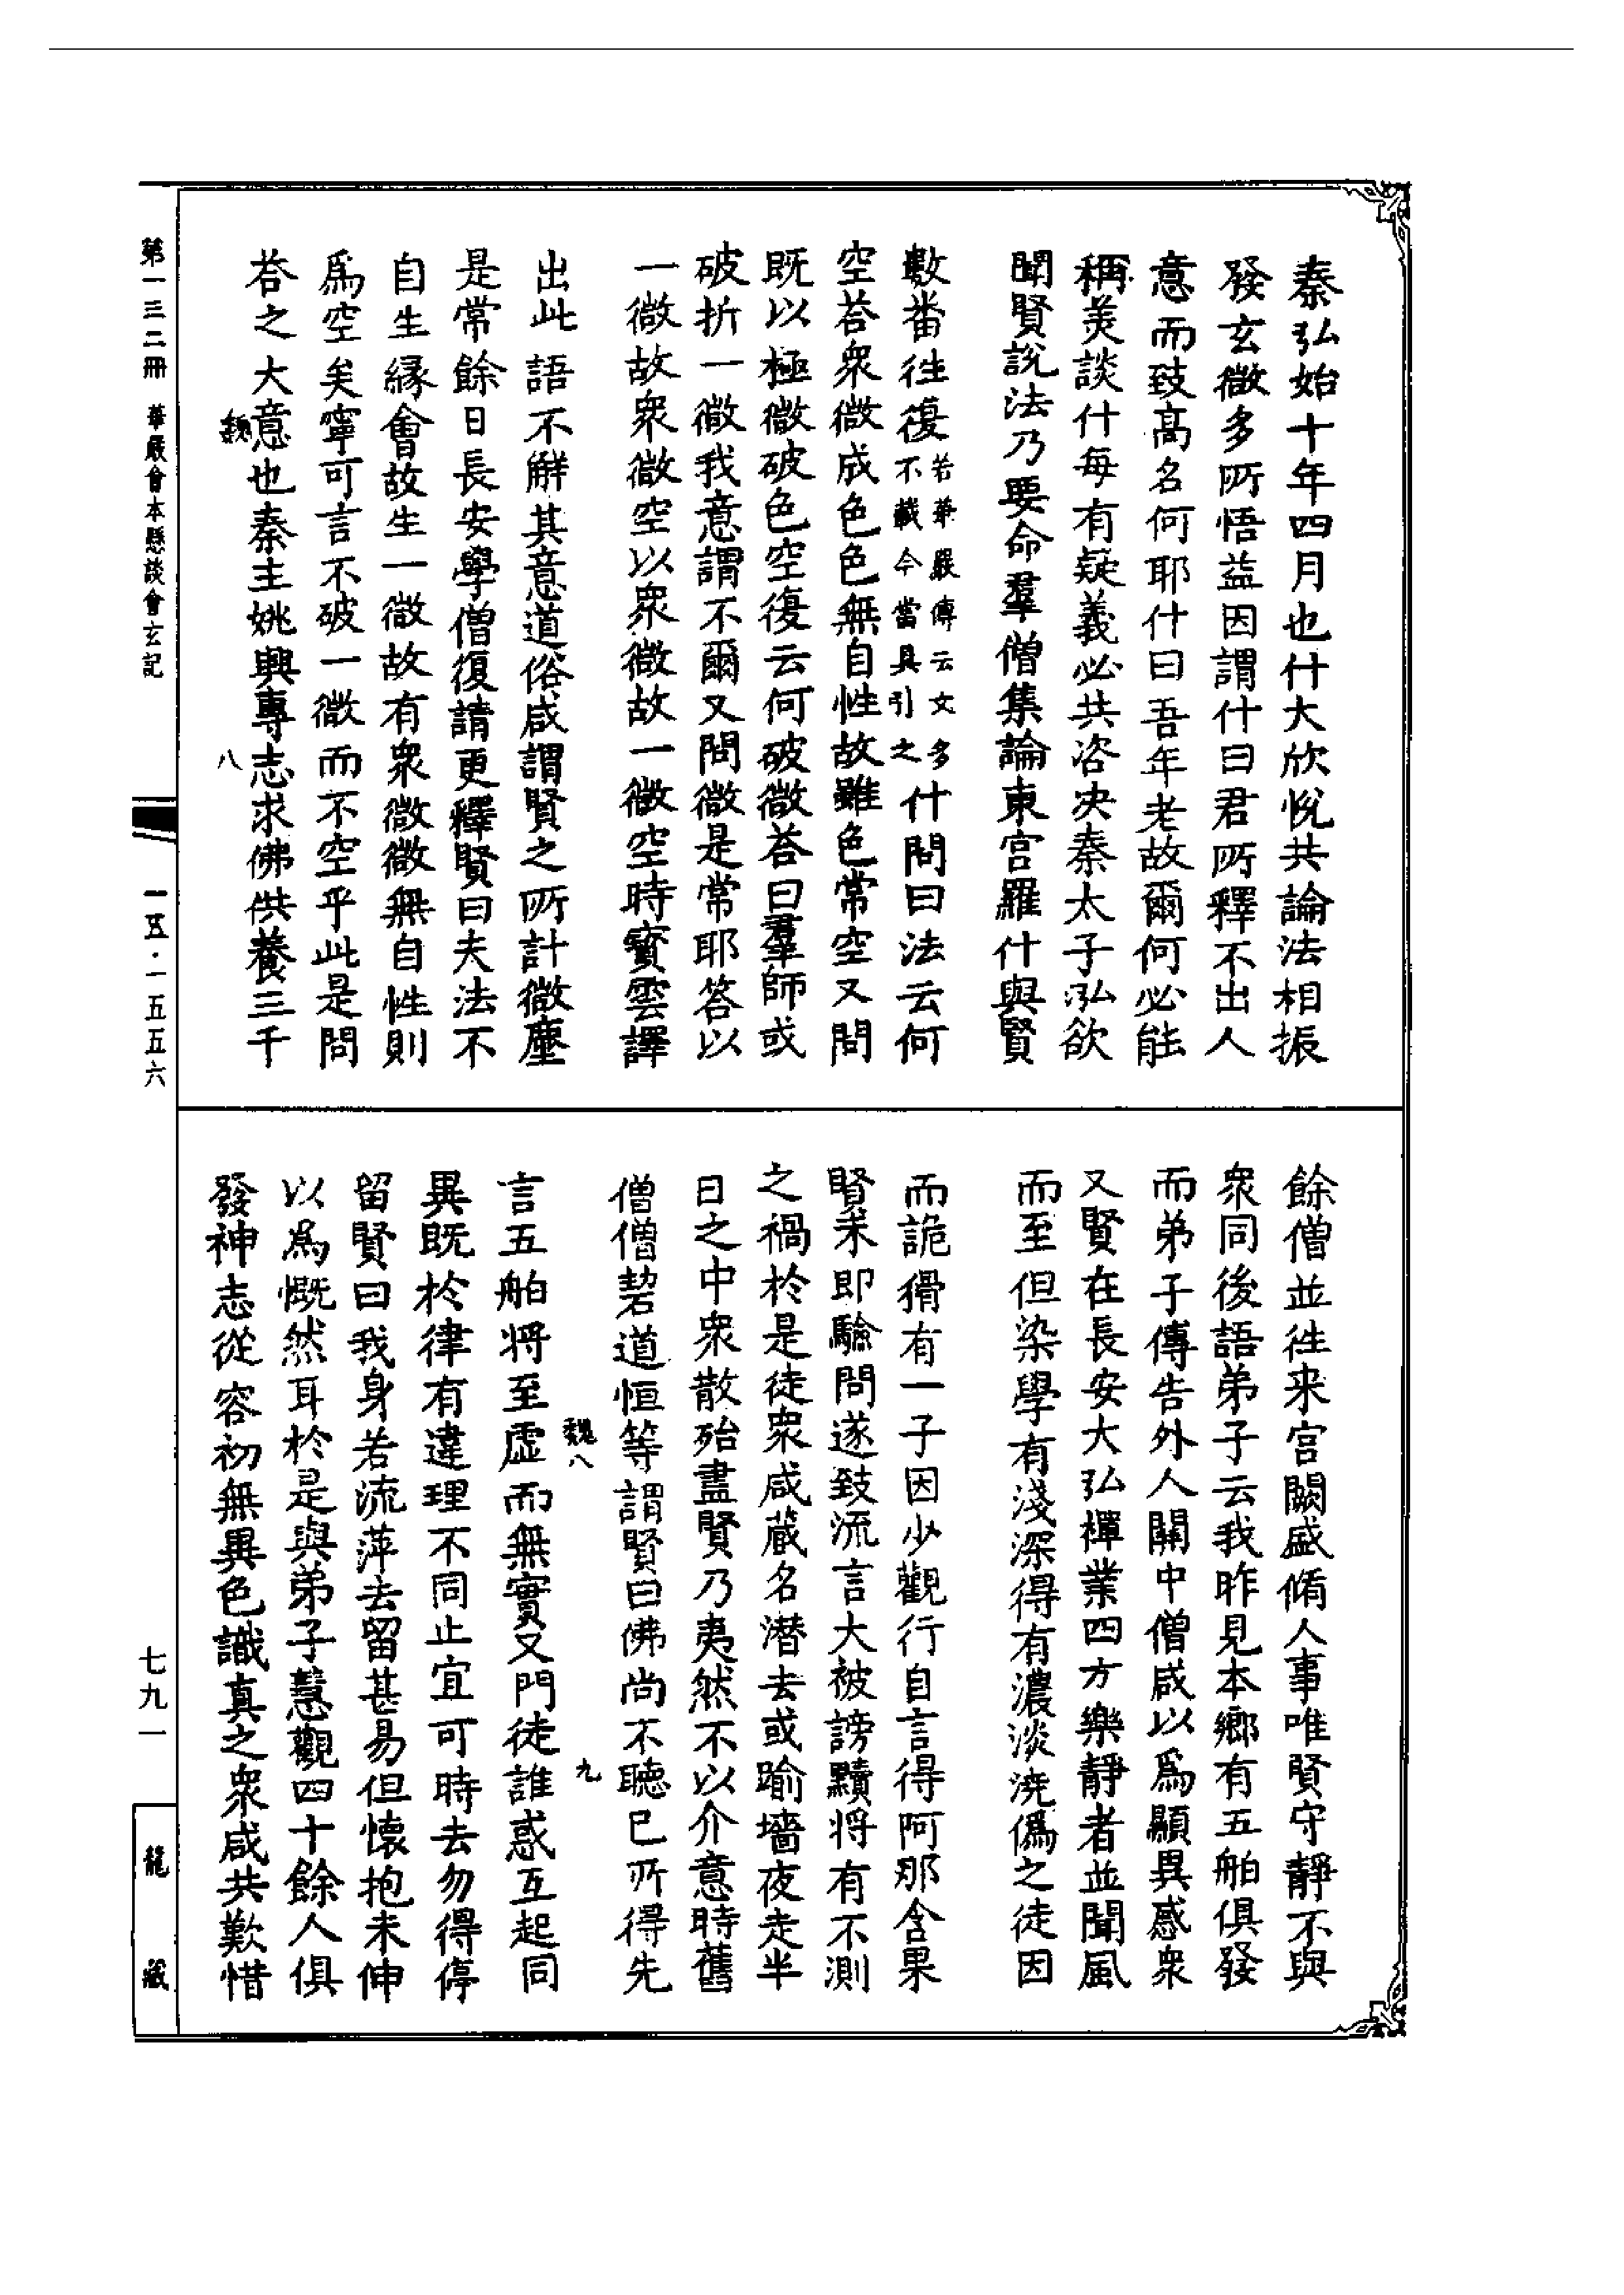 秦弘始十年四月也什大欣悅共論法相振
發玄微多所悟益因謂什曰君所釋不出人
意而致高名何耶什曰吾年老故爾何必能
稱美談什每有疑義必共咨决秦太子泓欲
聞賢說法乃要命羣僧集論東宮羅什與賢
數畨往復若華嚴傳云文多不載今當具引之什問曰法云何
空荅衆微成色色無自性故雖色常空又問
既以極微破色空復云何破微荅曰羣師或
破折一微我意謂不爾又問微是常耶答以
一微故衆微空以衆微故一微空時寳雲譯
出此語不解其意道俗咸謂賢之所計微塵
是常餘日長安學僧復請更釋賢曰夫法不
自生緣會故生一微故有衆微微無自性則
爲空矣寧可言不破一微而不空乎此是問
荅之大意也秦主姚興專志求佛供養三千
魏 八
餘僧並徃来宮闕盛脩人事唯賢守靜不與
衆同後語弟子云我昨見本鄉有五舶俱發
而弟子傳告外人關中僧咸以爲顯異惑衆
又賢在長安大弘禪業四方樂靜者並聞風
而至但染學有淺深得有濃淡澆僞之徒因
而詭猾有一子因少觀行自言得阿那含果
賢未即驗問遂致流言大被謗黷将有不測
之禍於是徒衆咸藏名潜去或踰墻夜走半
日之中衆散殆盡賢乃夷然不以介意時舊
僧僧䂮道恒等謂賢曰佛尚不聽已所得先
魏八 九
言五舶将至虛而無實又門徒誰惑互起同
異既於律有違理不同止宜可時去勿得停
留賢曰我身若流萍去留甚易但懷抱未伸
以爲慨然耳於是與弟子慧觀四十餘人俱
發神志從容初無異色識真之衆咸共歎惜
第一三二冊 華嚴會本懸談會玄記
一五·一五五六
七九一
龍藏